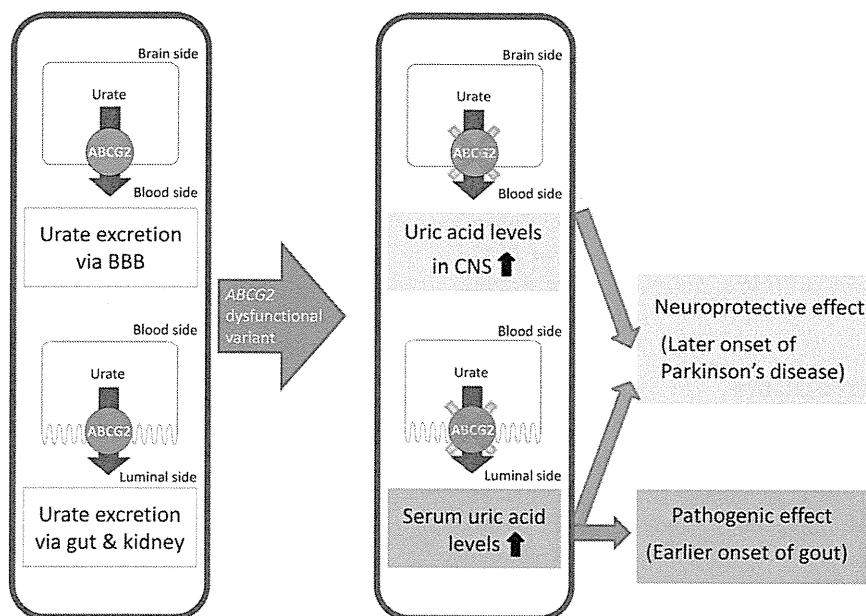 Brain side
Urate
ABCG2
Blood side
Urate excretion
via BBB
Blood side
Urate
ABCG2
Luminal side
Urate excretion
via gut & kidney
ABCG2
dysfunctional
variant
Brain side
Urate
ABCG2
Blood side
Uric acid levels
in CNS
Blood side
Urate
ABCG2
Luminal side
Serum uric acid
levels
Neuroprotective effect
(Later onset of
Parkinson's disease)
Pathogenic effect
(Earlier onset of gout)